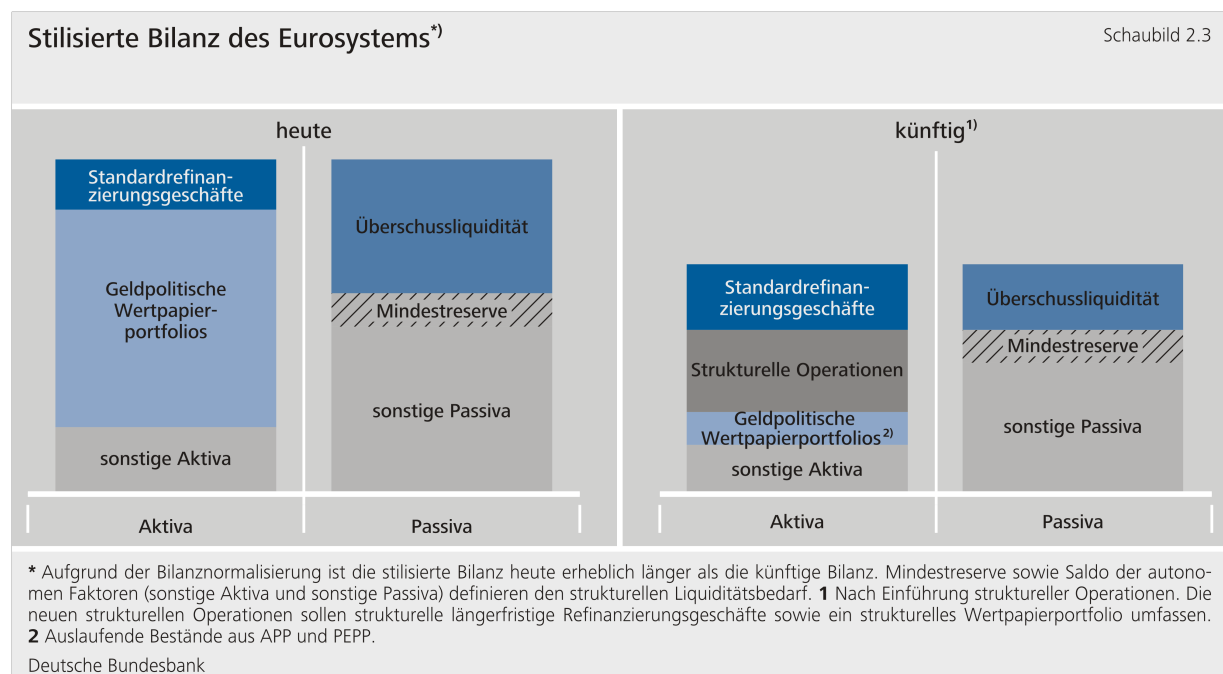 Stilisierte Bilanz des Eurosystems*)
Schaubild 2.3
heute
Standardrefinan-
zierungsgeschäfte
Geldpolitische
Wertpapier-
portfolios
sonstige Aktiva
Überschussliquidität
Mindestreserve
sonstige Passiva
Aktiva
Passiva
künftig1)
Standardrefinan-
zierungsgeschäfte
Strukturelle Operationen
Geldpolitische
Wertpapierportfolios2)
sonstige Aktiva
Überschussliquidität
Mindestreserve
sonstige Passiva
Aktiva
Passiva
* Aufgrund der Bilanznormalisierung ist die stilisierte Bilanz heute erheblich länger als die künftige Bilanz. Mindestreserve sowie Saldo der autono-
men Faktoren (sonstige Aktiva und sonstige Passiva) definieren den strukturellen Liquiditätsbedarf. 1 Nach Einführung struktureller Operationen. Die
neuen strukturellen Operationen sollen strukturelle längerfristige Refinanzierungsgeschäfte sowie ein strukturelles Wertpapierportfolio umfassen.
2 Auslaufende Bestände aus APP und PEPP.
Deutsche Bundesbank